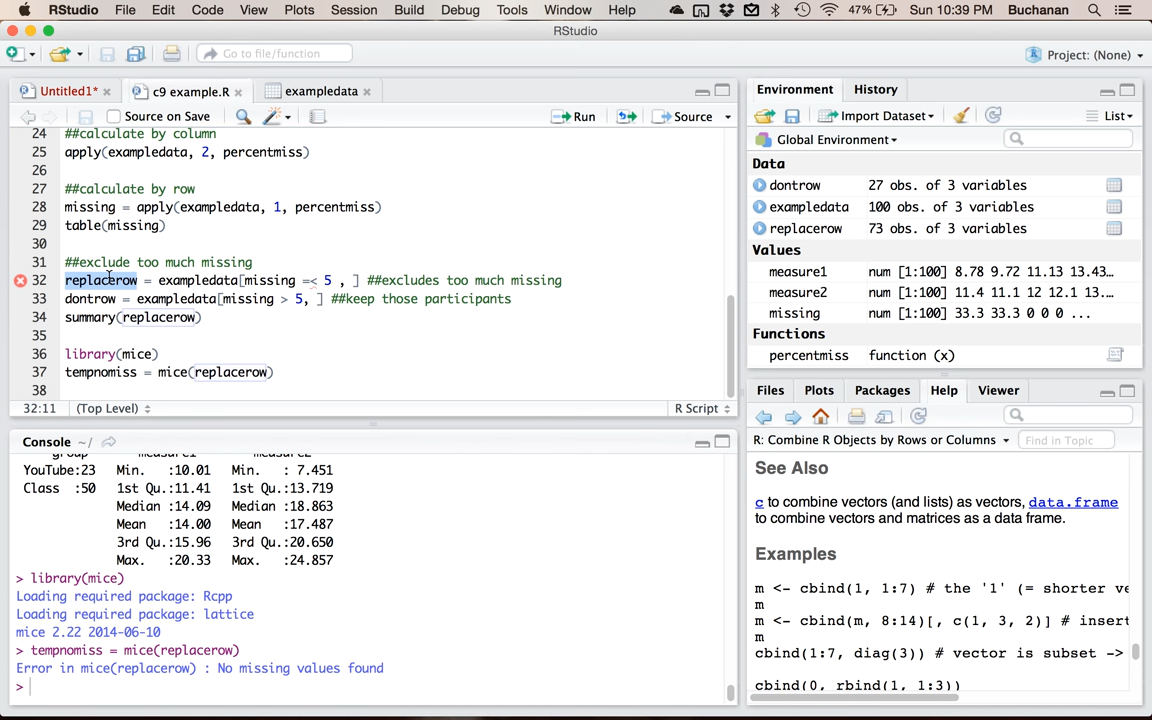 RStudio File Edit Code View Plots Session Build Debug Tools Window Help 47% Sun 10:39 PM Buchanan
RStudio
Go to file/function Project: (None)
Untitled1* c9 example.R exampledata
Source on Save Run Source
24 ##calculate by column
25 apply(exampledata, 2, percentmiss)
26
27 ##calculate by row
28 missing = apply(exampledata, 1, percentmiss)
29 table(missing)
30
31 ##exclude too much missing
32 replacerow = exampledata[missing =< 5 , ] ##excludes too much missing
33 dontrow = exampledata[missing > 5, ] ##keep those participants
34 summary(replacerow)
35
36 library(mice)
37 tempnomiss = mice(replacerow)
38
32:11 (Top Level) R Script
Console ~/
YouTube:23 Min. :10.01 Min. : 7.451
Class :50 1st Qu.:11.41 1st Qu.:13.719
Median :14.09 Median :18.863
Mean :14.00 Mean :17.487
3rd Qu.:15.96 3rd Qu.:20.650
Max. :20.33 Max. :24.857
> library(mice)
Loading required package: Rcpp
Loading required package: lattice
mice 2.22 2014-06-10
> tempnomiss = mice(replacerow)
Error in mice(replacerow) : No missing values found
>
Environment History
Import Dataset List
Global Environment
Data
dontrow 27 obs. of 3 variables
exampledata 100 obs. of 3 variables
replacerow 73 obs. of 3 variables
Values
measure1 num [1:100] 8.78 9.72 11.13 13.43…
measure2 num [1:100] 11.4 11.1 12 12.1 13.…
missing num [1:100] 33.3 33.3 0 0 0 ...
Functions
percentmiss function (x)
Files Plots Packages Help Viewer
R: Combine R Objects by Rows or Columns Find in Topic
See Also
c to combine vectors (and lists) as vectors, data.frame
to combine vectors and matrices as a data frame.
Examples
m <- cbind(1, 1:7) # the '1' (= shorter ve
m
m <- cbind(m, 8:14)[, c(1, 3, 2)] # insert
m
cbind(1:7, diag(3)) # vector is subset ->
cbind(0, rbind(1, 1:3))